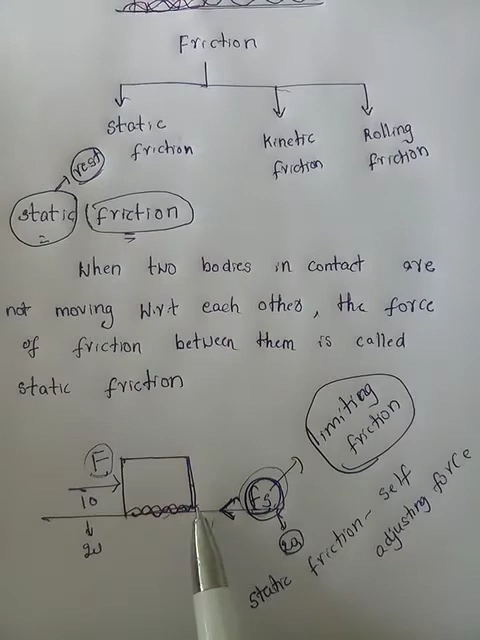 Friction
Static friction
Kinetic friction
Rolling friction
rest
static friction
When two bodies in contact are
not moving w.r.t each other, the force
of friction between them is called
static friction
limiting friction
F
10
20
fs
20
static friction - self adjusting force